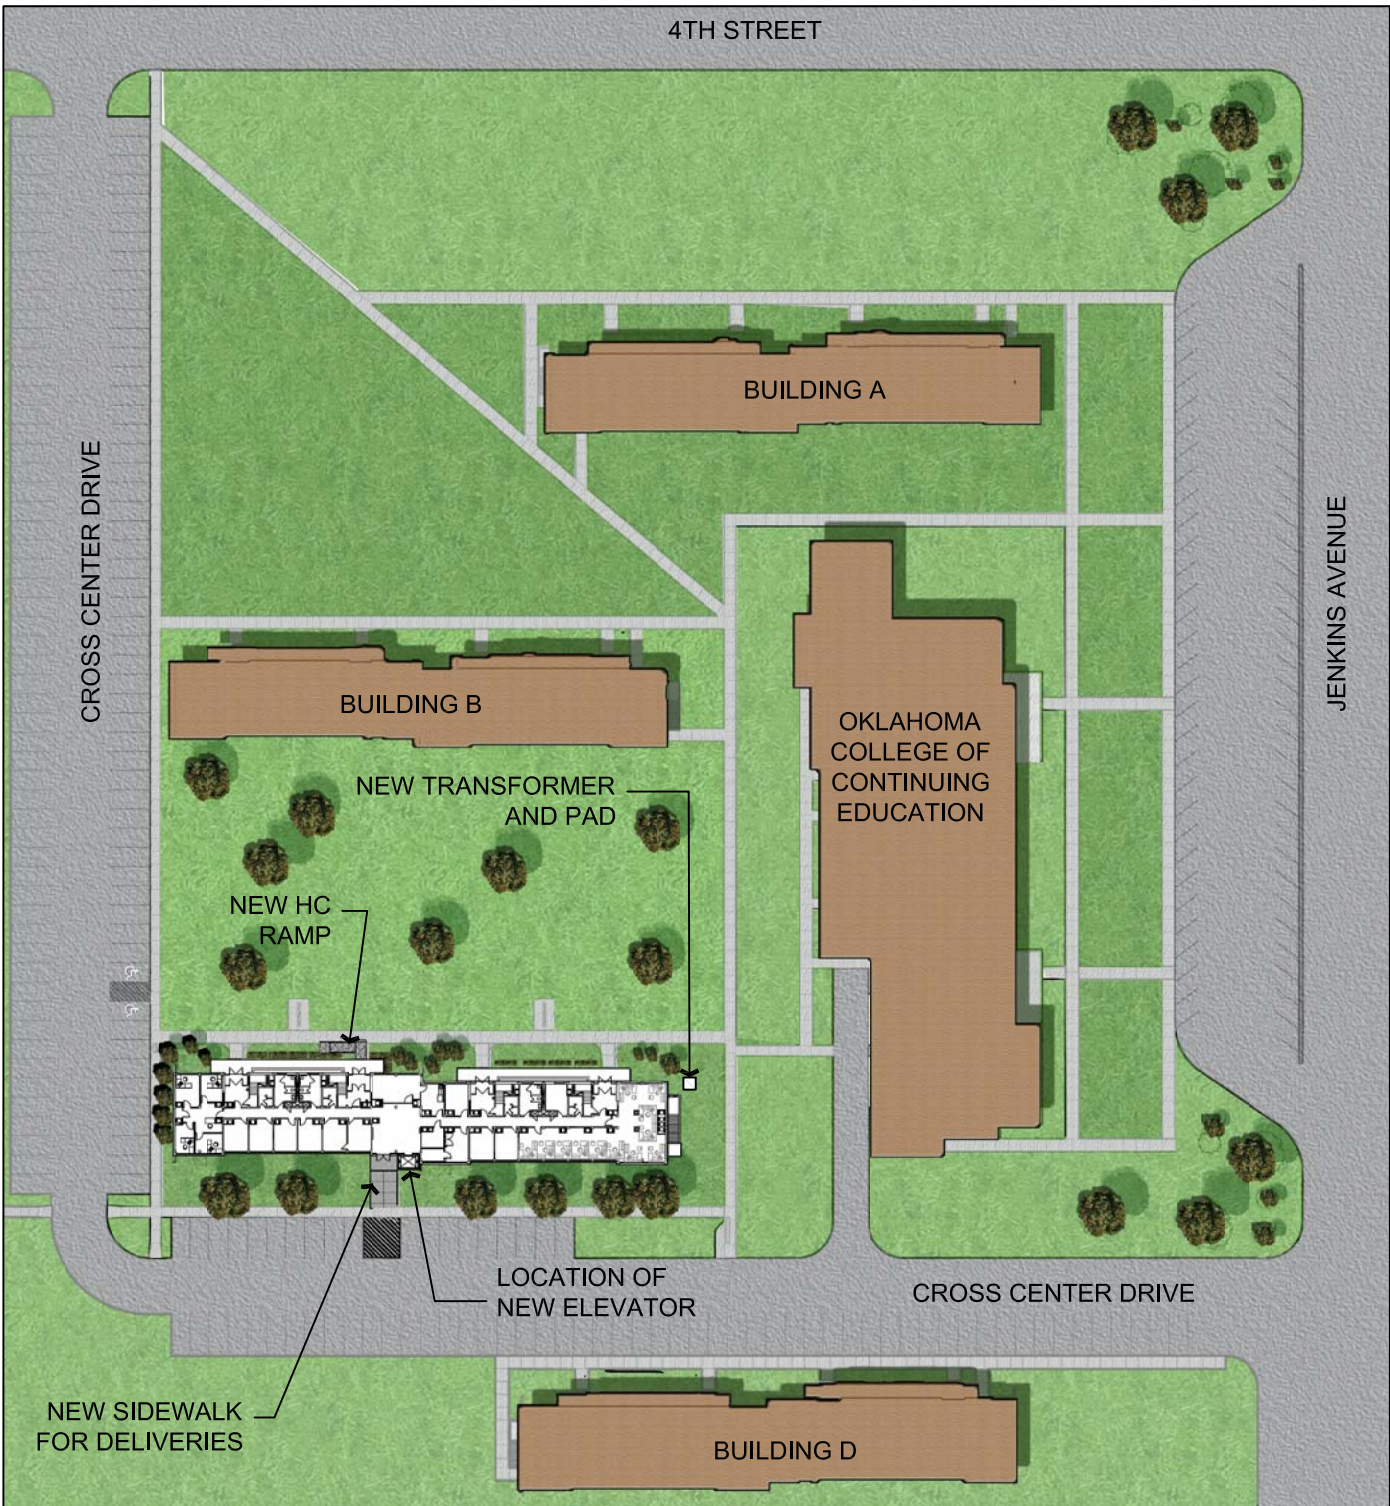 4TH STREET
BUILDING A
CROSS CENTER DRIVE
JENKINS AVENUE
BUILDING B
OKLAHOMA
COLLEGE OF
CONTINUING
EDUCATION
NEW TRANSFORMER
AND PAD
NEW HC
RAMP
LOCATION OF
NEW ELEVATOR
CROSS CENTER DRIVE
NEW SIDEWALK
FOR DELIVERIES
BUILDING D